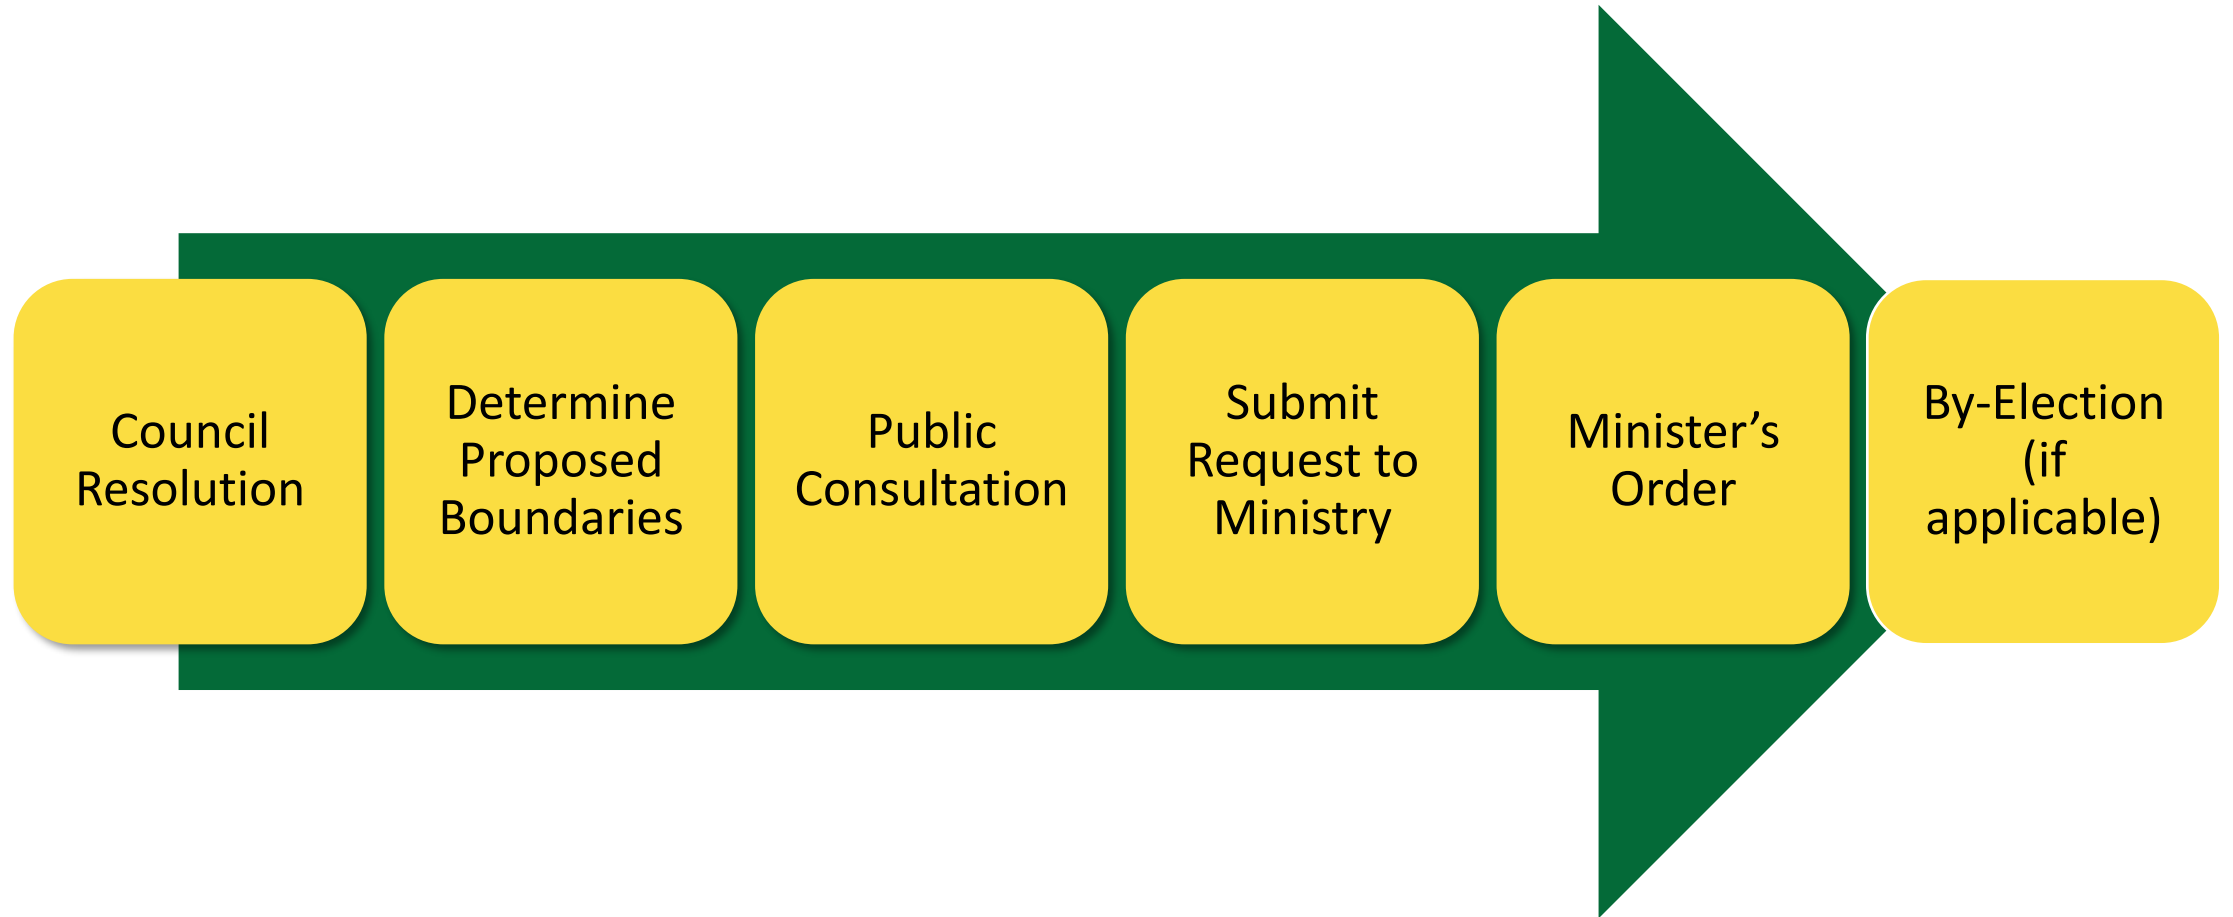 Council
Resolution
Determine
Proposed
Boundaries
Public
Consultation
Submit
Request to
Ministry
Minister’s
Order
By-Election
(if
applicable)